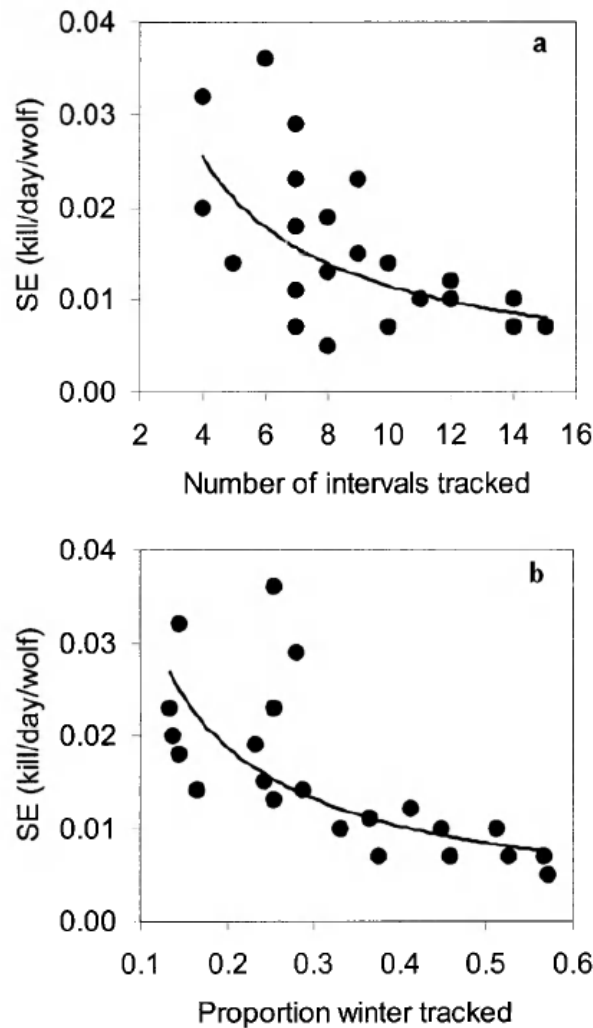 a
0.04
0.03
0.02
0.01
0.00
SE (kill/day/wolf)
2 4 6 8 10 12 14 16
Number of intervals tracked
b
0.04
0.03
0.02
0.01
0.00
SE (kill/day/wolf)
0.1 0.2 0.3 0.4 0.5 0.6
Proportion winter tracked